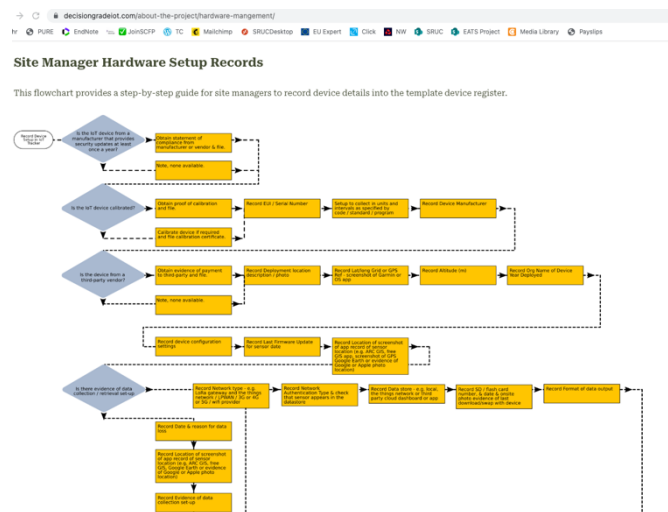 decisiongradeiot.com/about-the-project/hardware-mangement/
hr PURE EndNote JoinSCFP TC Mailchimp SRUCDesktop EU Expert Click NW SRUC EATS Project Media Library Payslips
Site Manager Hardware Setup Records
This flowchart provides a step-by-step guide for site managers to record device details into the template device register.
Record Device
Setup in IoT
Tracker
Is the IoT device from a
manufacturer that provides
security updates at least
once a year?
Obtain statement of
compliance from
manufacturer or vendor & file.
Note, none available.
Is the IoT device calibrated?
Obtain proof of calibration
and file.
Record EUI / Serial Number
Setup to collect in units and
intervals as specified by
code / standard / program
Record Device Manufacturer
Calibrate device if required
and file calibration certificate.
Is the device from a
third-party vendor?
Obtain evidence of payment
to third-party and file.
Record Deployment location
description / photo
Record Lat/long Grid or GPS
Ref - screenshot of Garmin or
OS app
Record Altitude (m)
Record Org Name of Device
Year Deployed
Note, none available.
Record device configuration
settings
Record Last Firmware Update
for sensor date
Record Location of screenshot
of app record of sensor
location (e.g. ARC GIS, free
GIS app, screenshot of GPS
Google Earth or evidence of
Google or Apple photo
location)
Is there evidence of data
collection / retrieval set-up
Record Network type - e.g.
LoRa gateway and the things
network / LPWAN / 3G or 4G
or 5G / wifi provider
Record Network
Authentication Type & check
that sensor appears in the
datastore
Record Data store - e.g. local,
the things network or Third
party cloud dashboard or app
Record SD / flash card
number, & date & onsite
photo evidence of last
download/swap with device
Record Format of data output
Record Date & reason for data
loss
Record Location of screenshot
of app record of sensor
location (e.g. ARC GIS, free
GIS, Google Earth or evidence
of Google or Apple photo
location)
Record Evidence of data
collection set-up